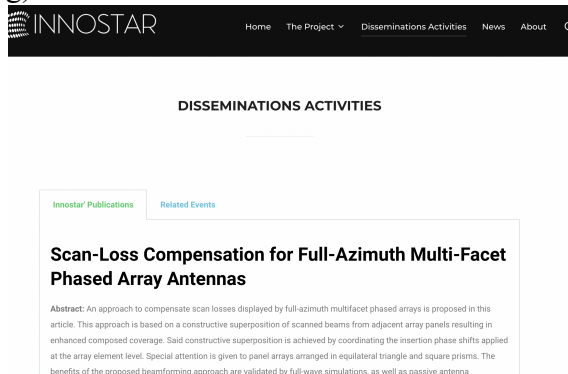 INNOSTAR
Home The Project Disseminations Activities News About
DISSEMINATIONS ACTIVITIES
Innostar' Publications Related Events
Scan-Loss Compensation for Full-Azimuth Multi-Facet
Phased Array Antennas
Abstract: An approach to compensate scan losses displayed by full-azimuth multifacet phased arrays is proposed in this
article. This approach is based on a constructive superposition of scanned beams from adjacent array panels resulting in
enhanced composed coverage. Said constructive superposition is achieved by coordinating the insertion phase shifts applied
at the array element level. Special attention is given to panel arrays arranged in equilateral triangle and square prisms. The
benefits of the proposed beamforming approach are validated by full-wave simulations, as well as passive antenna